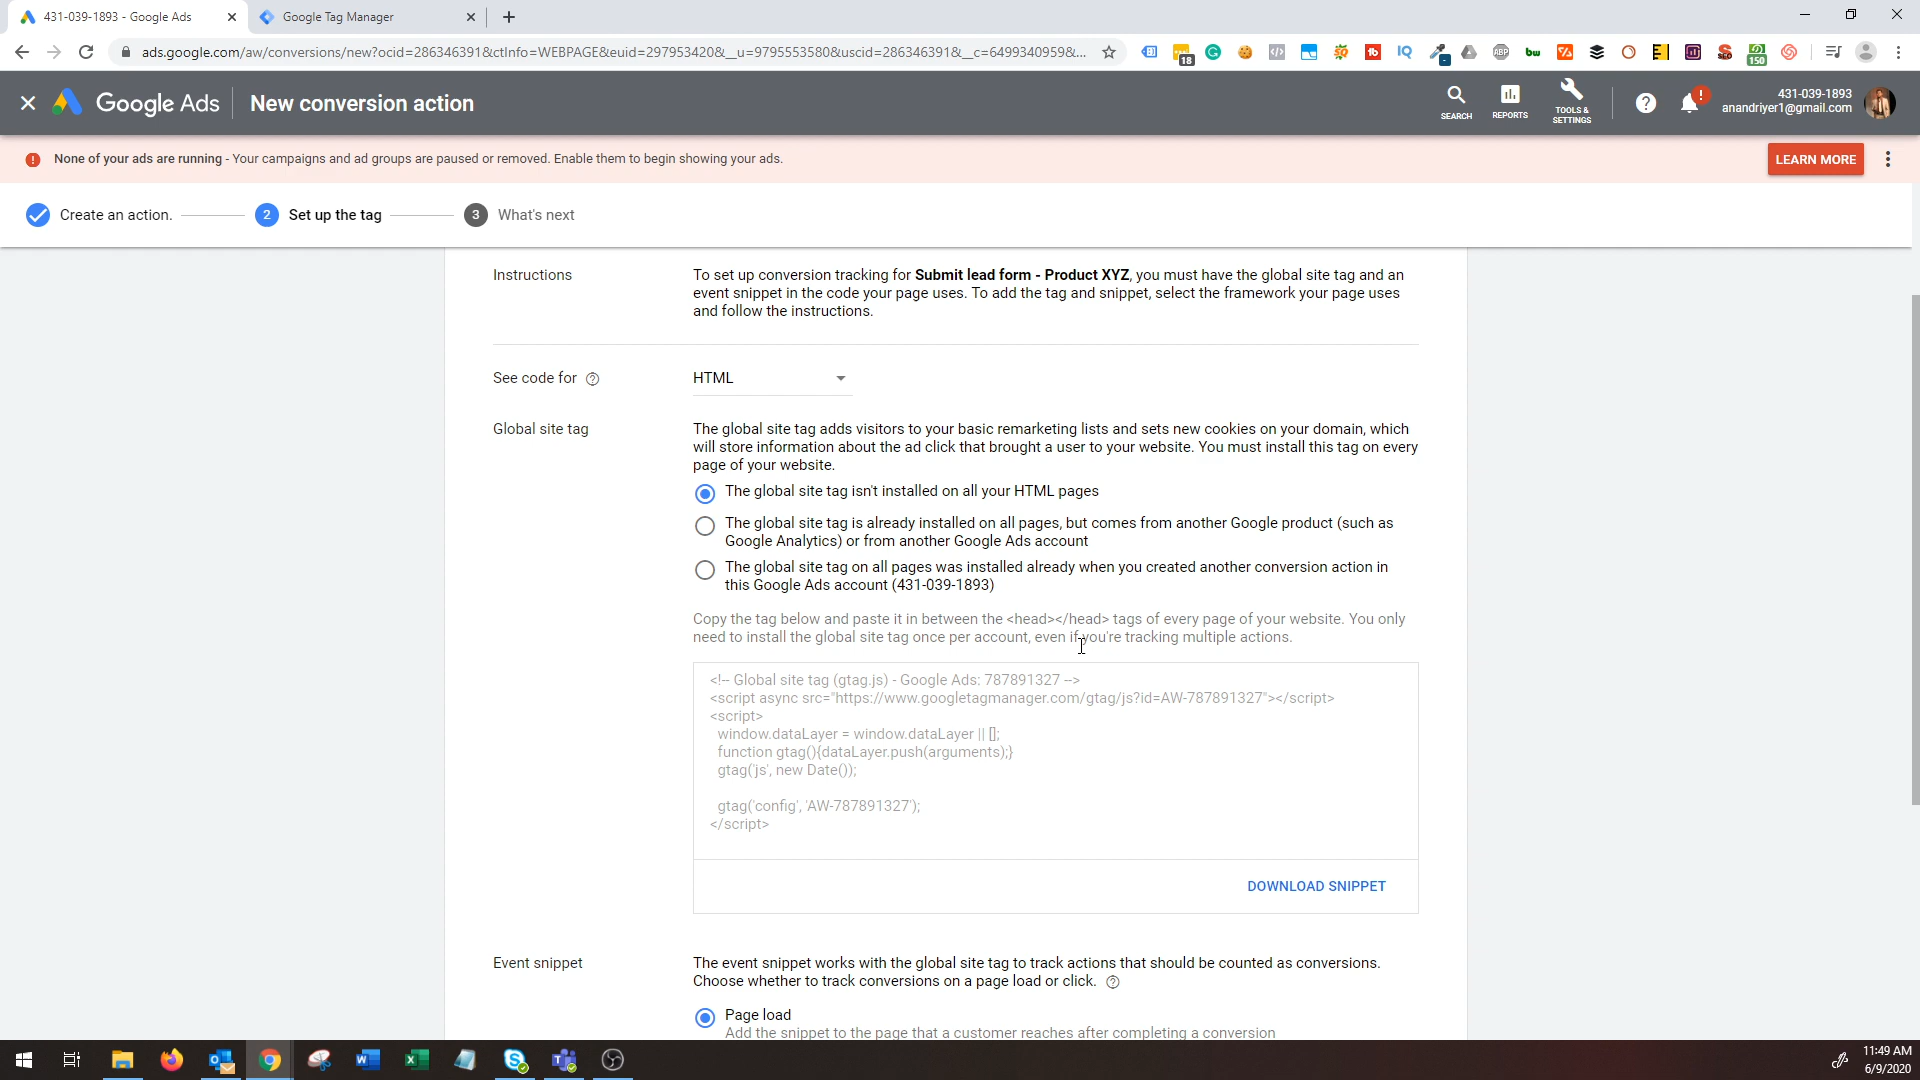 431-039-1893 - Google Ads
Google Tag Manager
ads.google.com/aw/conversions/new?ocid=286346391&ctInfo=WEBPAGE&euid=297953420&__u=9795553580&uscid=286346391&__c=6499340959&...
18
IQ
ABP
bw
SEO
150
Google Ads
New conversion action
SEARCH
REPORTS
TOOLS &
SETTINGS
431-039-1893
anandriyer1@gmail.com
None of your ads are running - Your campaigns and ad groups are paused or removed. Enable them to begin showing your ads.
LEARN MORE
Create an action.
2 Set up the tag
3 What's next
Instructions
To set up conversion tracking for Submit lead form - Product XYZ, you must have the global site tag and an
event snippet in the code your page uses. To add the tag and snippet, select the framework your page uses
and follow the instructions.
See code for
HTML
Global site tag
The global site tag adds visitors to your basic remarketing lists and sets new cookies on your domain, which
will store information about the ad click that brought a user to your website. You must install this tag on every
page of your website.
The global site tag isn't installed on all your HTML pages
The global site tag is already installed on all pages, but comes from another Google product (such as
Google Analytics) or from another Google Ads account
The global site tag on all pages was installed already when you created another conversion action in
this Google Ads account (431-039-1893)
Copy the tag below and paste it in between the <head></head> tags of every page of your website. You only
need to install the global site tag once per account, even if you're tracking multiple actions.
<!-- Global site tag (gtag.js) - Google Ads: 787891327 -->
<script async src="https://www.googletagmanager.com/gtag/js?id=AW-787891327"></script>
<script>
window.dataLayer = window.dataLayer || [];
function gtag(){dataLayer.push(arguments);}
gtag('js', new Date());
gtag('config', 'AW-787891327');
</script>
DOWNLOAD SNIPPET
Event snippet
The event snippet works with the global site tag to track actions that should be counted as conversions.
Choose whether to track conversions on a page load or click.
Page load
Add the snippet to the page that a customer reaches after completing a conversion
11:49 AM
6/9/2020